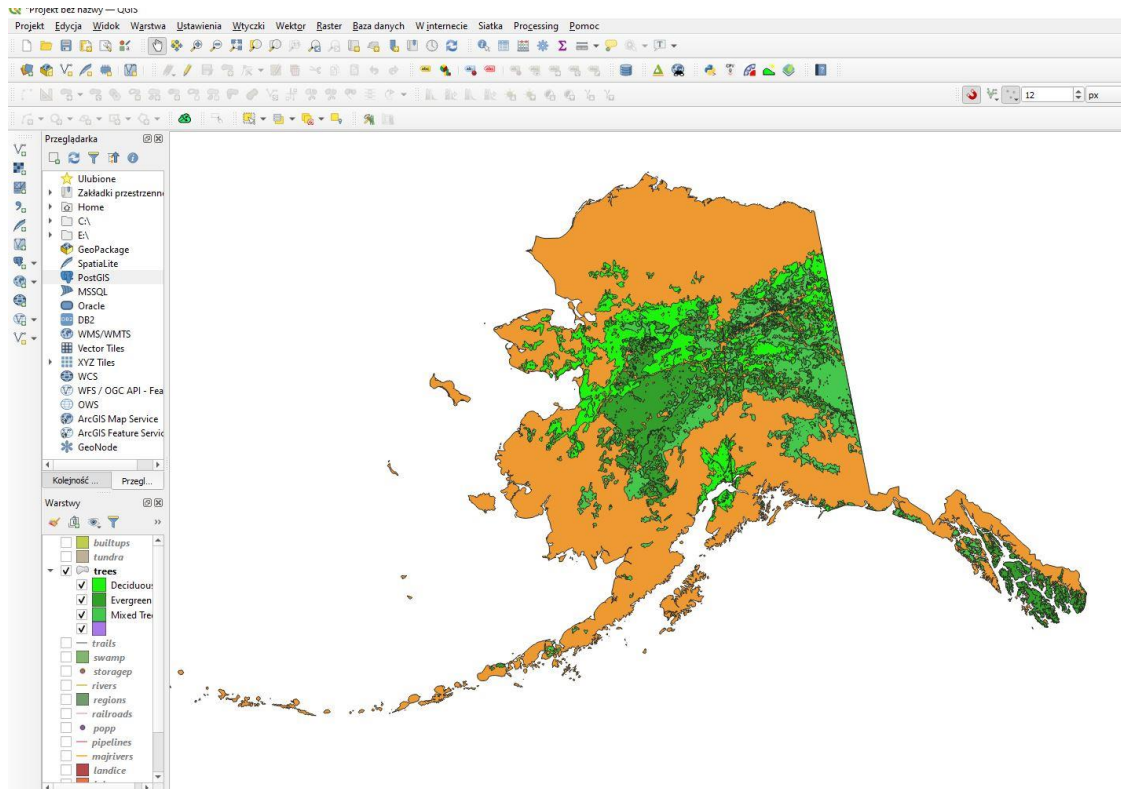 *Projekt bez nazwy — QGIS
Projekt Edycja Widok Warstwa Ustawienia Wtyczki Wektor Raster Baza danych W internecie Siatka Processing Pomoc
12 px
Przeglądarka
Ulubione
Zakładki przestrzenn
Home
C:\
E:\
GeoPackage
SpatiaLite
PostGIS
MSSQL
Oracle
DB2
WMS/WMTS
Vector Tiles
XYZ Tiles
WCS
WFS / OGC API - Fea
OWS
ArcGIS Map Service
ArcGIS Feature Servic
GeoNode
Kolejność ... Przegl...
Warstwy
builtups
tundra
trees
Deciduous
Evergreen
Mixed Tre
trails
swamp
storagep
rivers
regions
railroads
popp
pipelines
majrivers
landice